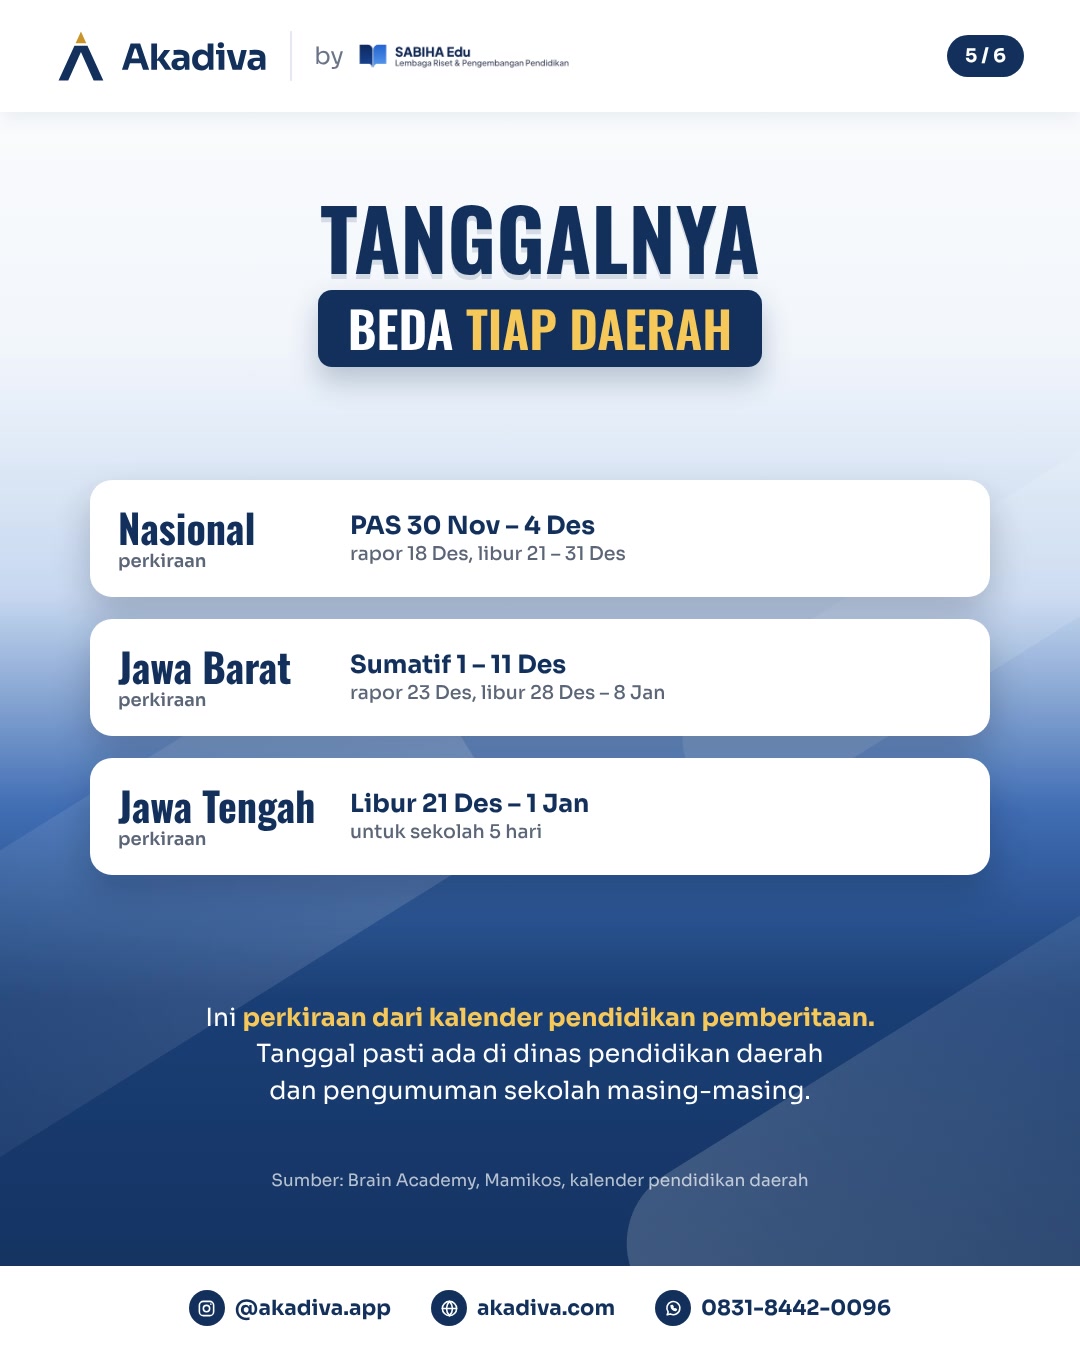 Akadiva
by
SABIHA Edu
Lembaga Riset & Pengembangan Pendidikan
5 / 6
TANGGALNYA
BEDA TIAP DAERAH
Nasional
perkiraan
PAS 30 Nov – 4 Des
rapor 18 Des, libur 21 – 31 Des
Jawa Barat
perkiraan
Sumatif 1 – 11 Des
rapor 23 Des, libur 28 Des – 8 Jan
Jawa Tengah
perkiraan
Libur 21 Des – 1 Jan
untuk sekolah 5 hari
Ini perkiraan dari kalender pendidikan pemberitaan.
Tanggal pasti ada di dinas pendidikan daerah
dan pengumuman sekolah masing-masing.
Sumber: Brain Academy, Mamikos, kalender pendidikan daerah
@akadiva.app
akadiva.com
0831-8442-0096